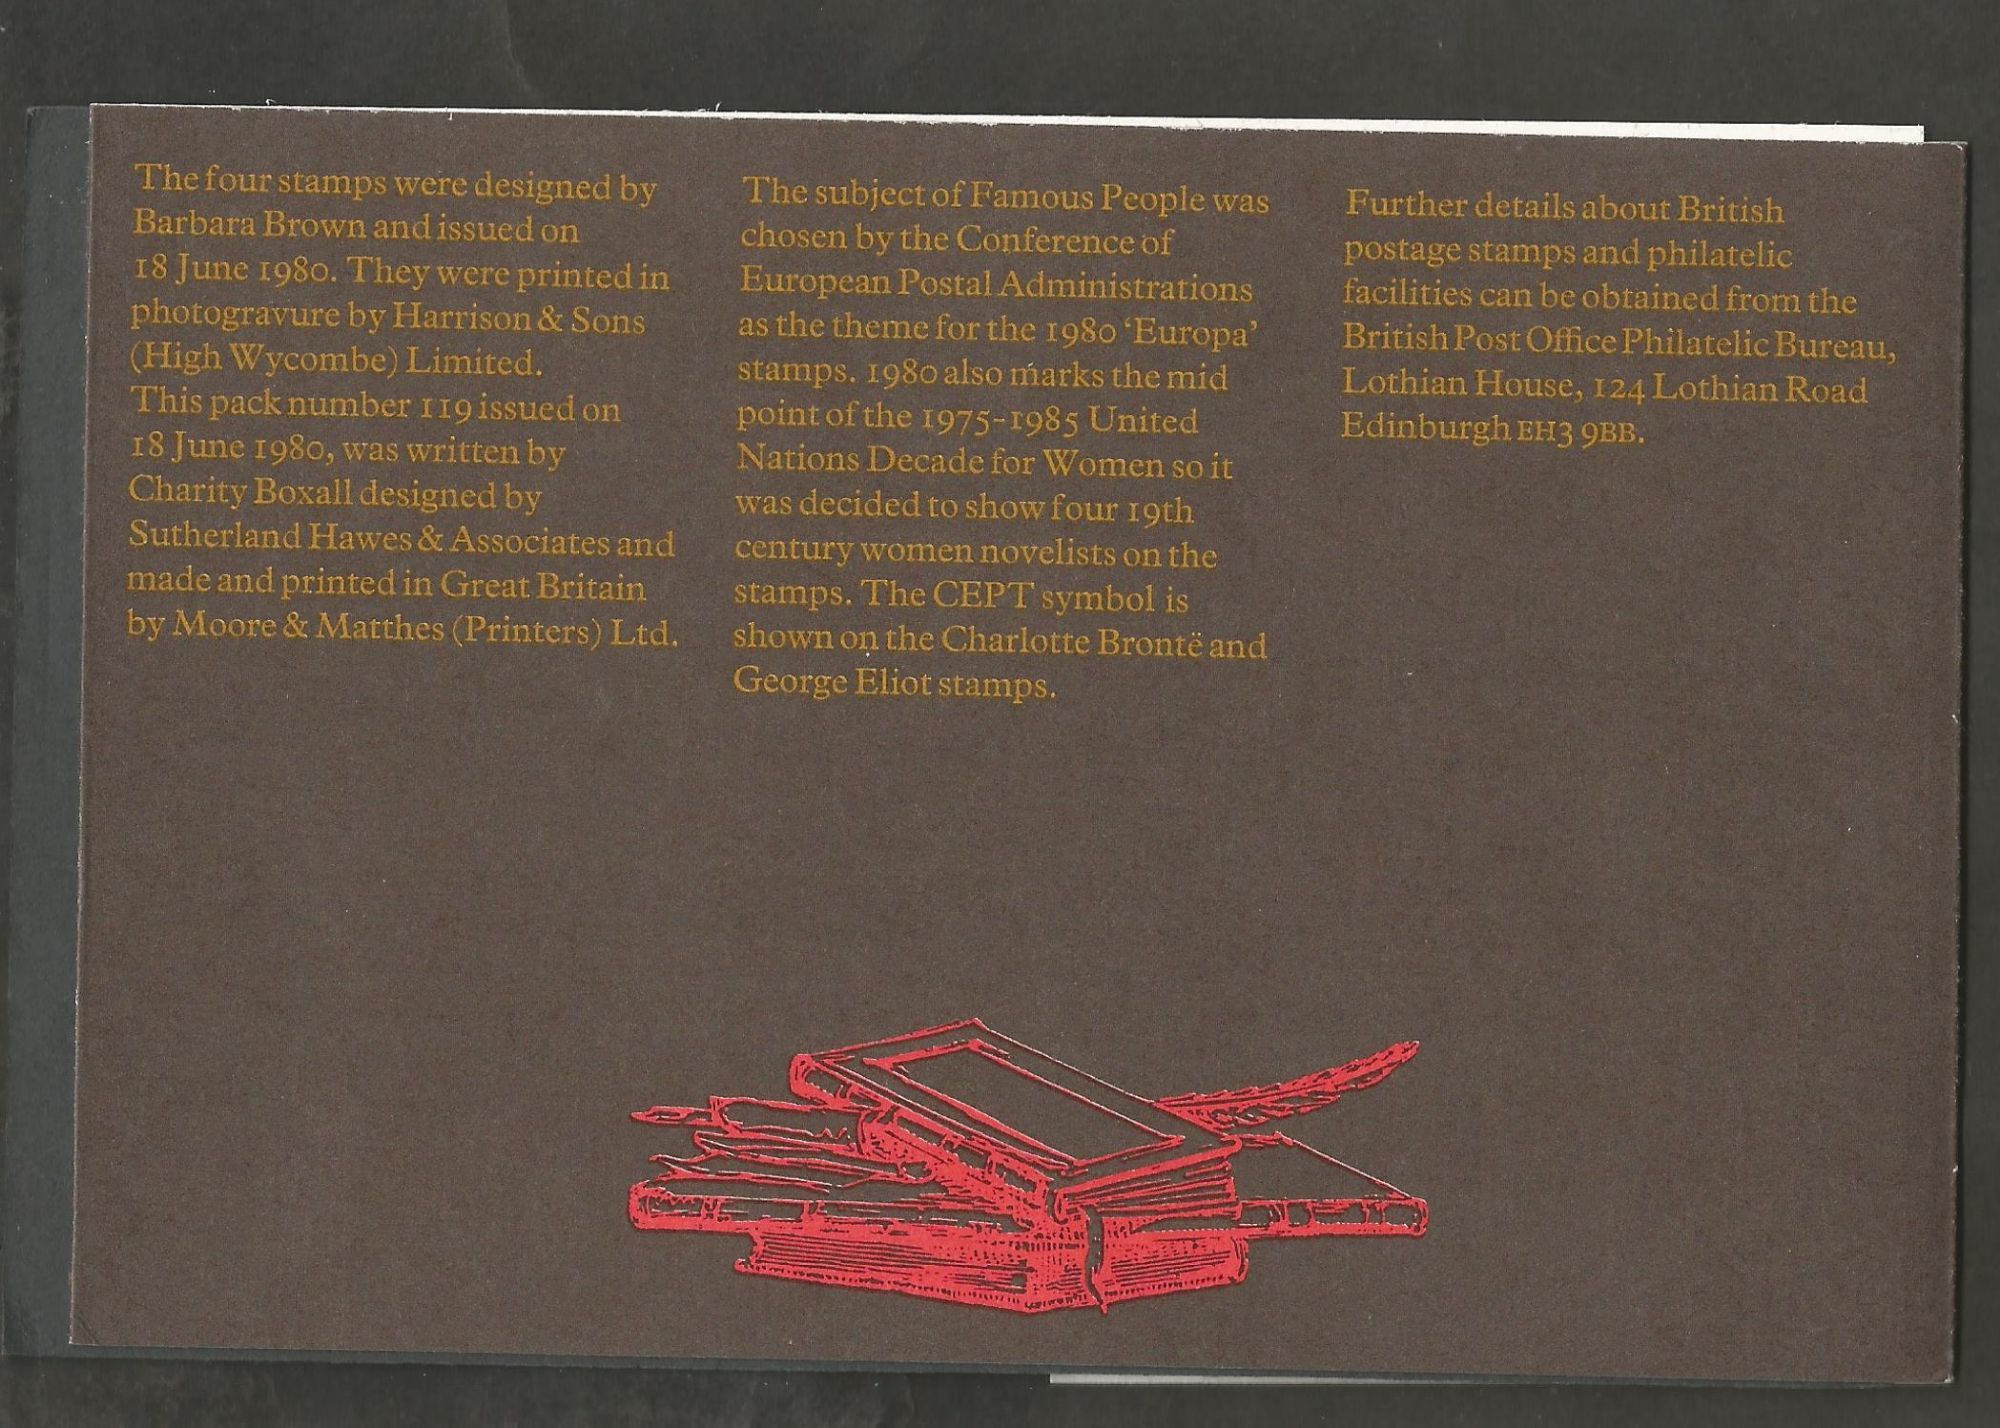 The four stamps were designed by
Barbara Brown and issued on
18 June 1980. They were printed in
photogravure by Harrison & Sons
(High Wycombe) Limited.
This pack number 119 issued on
18 June 1980, was written by
Charity Boxall designed by
Sutherland Hawes & Associates and
made and printed in Great Britain
by Moore & Matthes (Printers) Ltd.
The subject of Famous People was
chosen by the Conference of
European Postal Administrations
as the theme for the 1980 ‘Europa’
stamps. 1980 also marks the mid
point of the 1975-1985 United
Nations Decade for Women so it
was decided to show four 19th
century women novelists on the
stamps. The CEPT symbol is
shown on the Charlotte Brontë and
George Eliot stamps.
Further details about British
postage stamps and philatelic
facilities can be obtained from the
British Post Office Philatelic Bureau,
Lothian House, 124 Lothian Road
Edinburgh EH3 9BB.